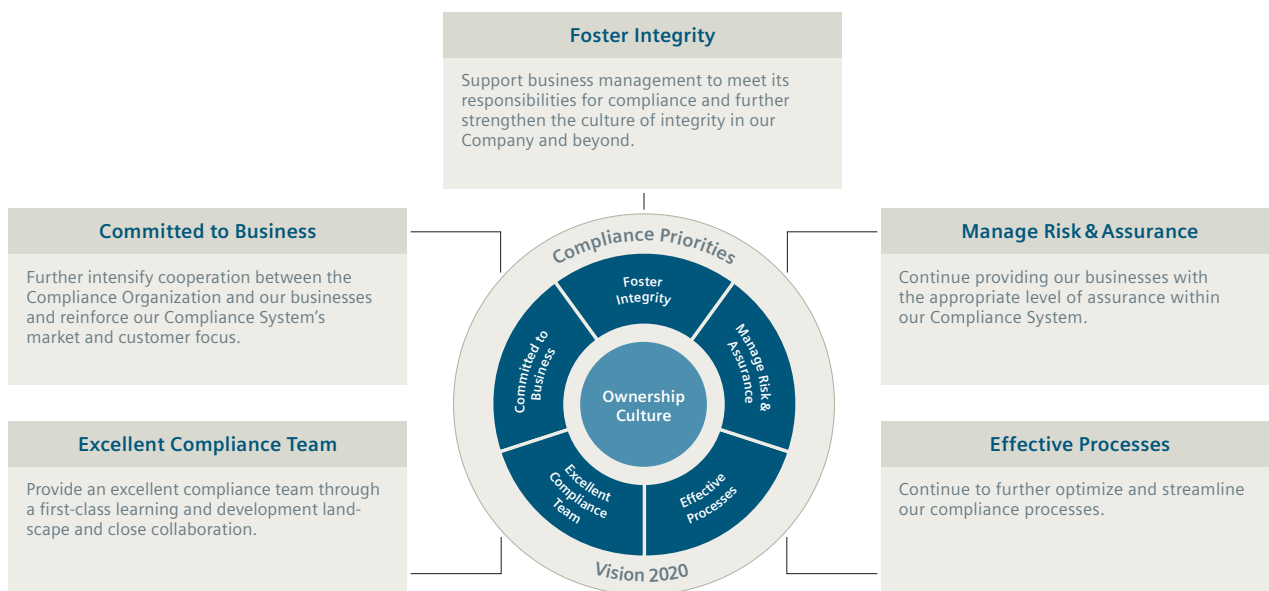 Foster Integrity
Support business management to meet its
responsibilities for compliance and further
strengthen the culture of integrity in our
Company and beyond.
Committed to Business
Further intensify cooperation between the
Compliance Organization and our businesses
and reinforce our Compliance System’s
market and customer focus.
Manage Risk & Assurance
Continue providing our businesses with
the appropriate level of assurance within
our Compliance System.
Excellent Compliance Team
Provide an excellent compliance team through
a first-class learning and development land-
scape and close collaboration.
Effective Processes
Continue to further optimize and streamline
our compliance processes.
Compliance Priorities
Foster
Integrity
Manage Risk &
Assurance
Effective
Processes
Excellent
Compliance
Team
Committed to
Business
Ownership
Culture
Vision 2020